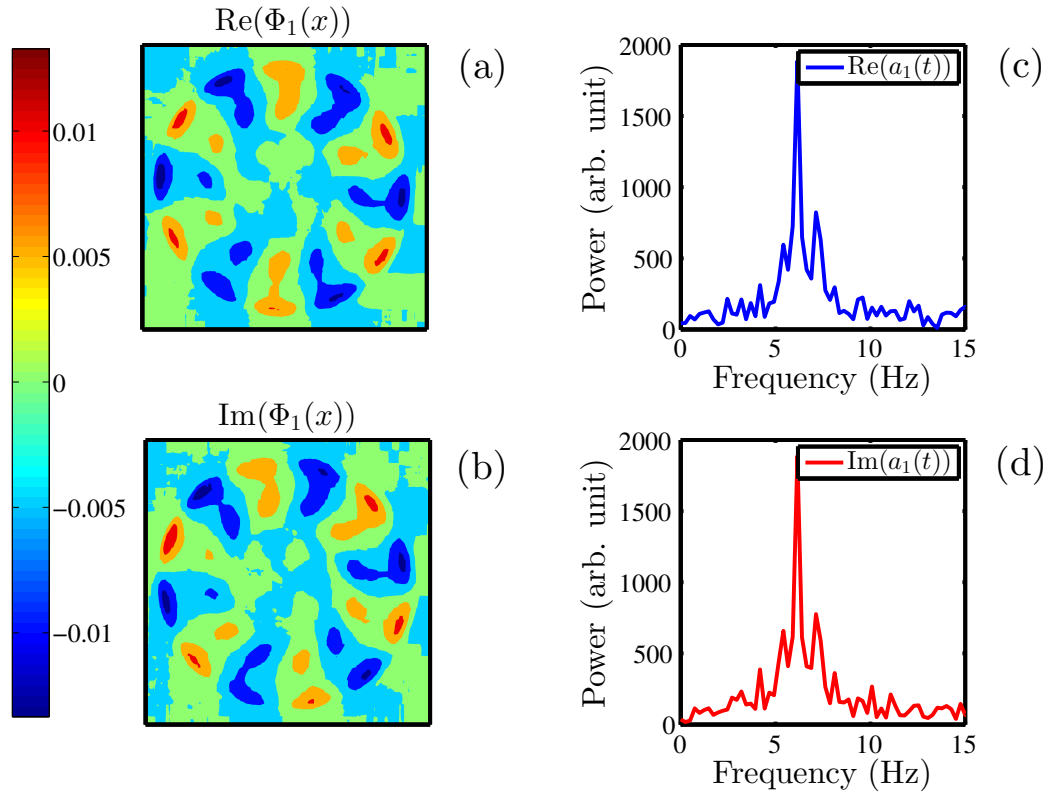 Re(Φ₁(x))
(a)
0.01
0.005
0
−0.005
−0.01
Im(Φ₁(x))
(b)
2000
1500
1000
500
0
Power (arb. unit)
Re(a₁(t))
(c)
0 5 10 15
Frequency (Hz)
2000
1500
1000
500
0
Power (arb. unit)
Im(a₁(t))
(d)
0 5 10 15
Frequency (Hz)